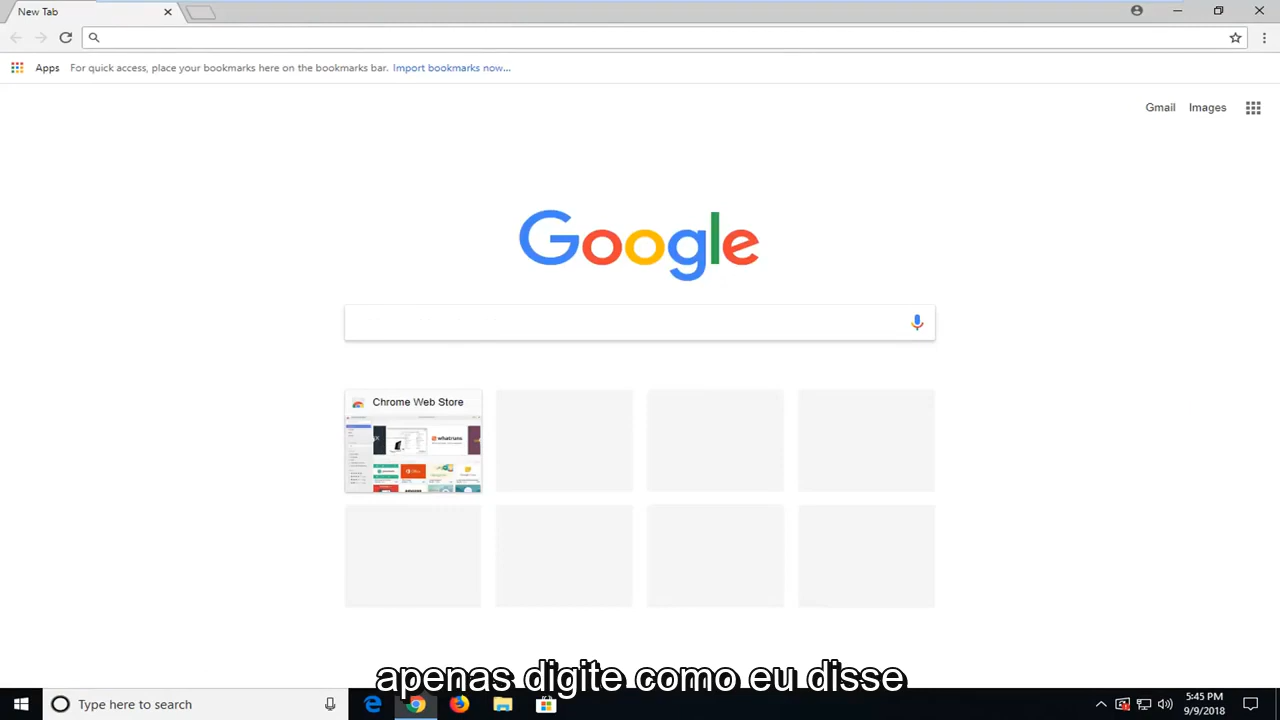 New Tab
Apps For quick access, place your bookmarks here on the bookmarks bar. Import bookmarks now...
Gmail Images
Google
Chrome Web Store
whatruns
apenas digite como eu disse
Type here to search
5:45 PM
9/9/2018